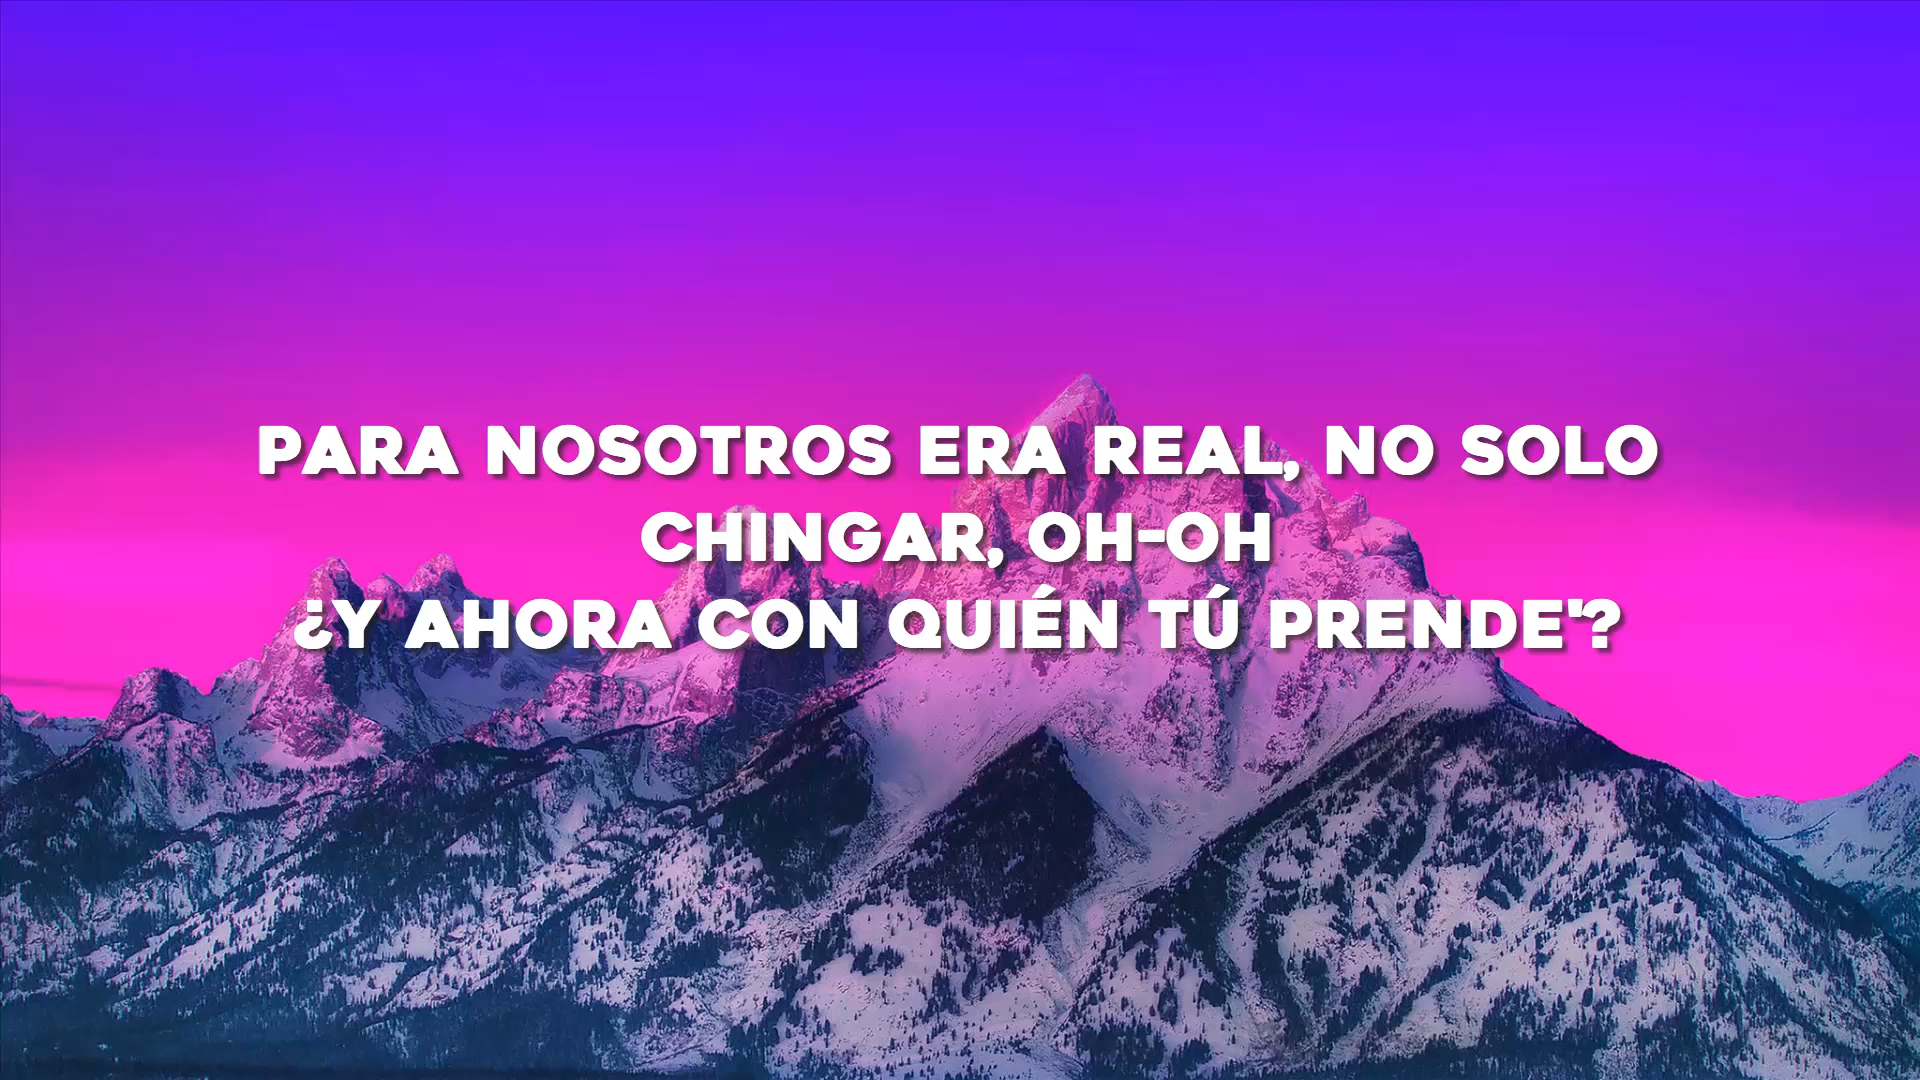 PARA NOSOTROS ERA REAL, NO SOLO
CHINGAR, OH-OH
¿Y AHORA CON QUIÉN TÚ PRENDE'?